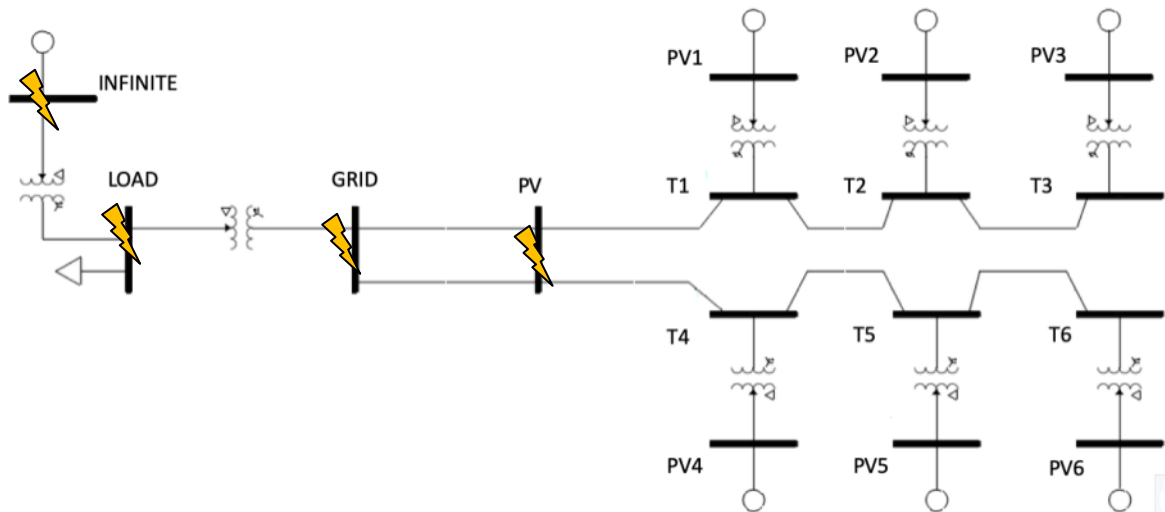 PV1
PV2
PV3
INFINITE
LOAD
GRID
PV
T1
T2
T3
T4
T5
T6
PV4
PV5
PV6